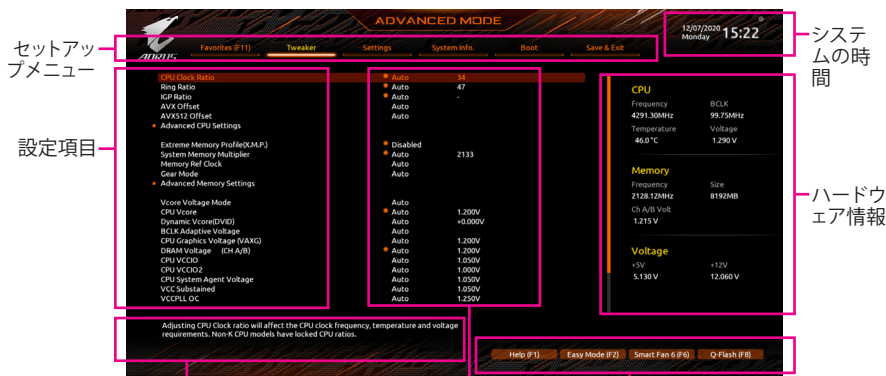 ADVANCED MODE
12/07/2020 15:22
Monday
システムの時間
セットアップメニュー
AORUS
Favorites (F11) Tweaker Settings System Info. Boot Save & Exit
設定項目
CPU Clock Ratio Auto 34
Ring Ratio Auto 47
IGP Ratio Auto -
AVX Offset Auto
AVX512 Offset Auto
Advanced CPU Settings
Extreme Memory Profile(X.M.P.) Disabled
System Memory Multiplier Auto 2133
Memory Ref Clock Auto
Gear Mode Auto
Advanced Memory Settings
Vcore Voltage Mode Auto
CPU Vcore Auto 1.200V
Dynamic Vcore(DVID) Auto +0.000V
BCLK Adaptive Voltage Auto
CPU Graphics Voltage (VAXG) Auto 1.200V
DRAM Voltage (CH A/B) Auto 1.200V
CPU VCCIO Auto 1.050V
CPU VCCIO2 Auto 1.000V
CPU System Agent Voltage Auto 1.050V
VCC Substained Auto 1.050V
VCCPLL OC Auto 1.250V
CPU
Frequency BCLK
4291.30MHz 99.75MHz
Temperature Voltage
46.0 °C 1.290 V
Memory
Frequency Size
2128.12MHz 8192MB
Ch A/B Volt
1.215 V
Voltage
+5V +12V
5.130 V 12.060 V
ハードウェア情報
Adjusting CPU Clock ratio will affect the CPU clock frequency, temperature and voltage
requirements. Non-K CPU models have locked CPU ratios.
Help (F1) Easy Mode (F2) Smart Fan 6 (F6) Q-Flash (F8)